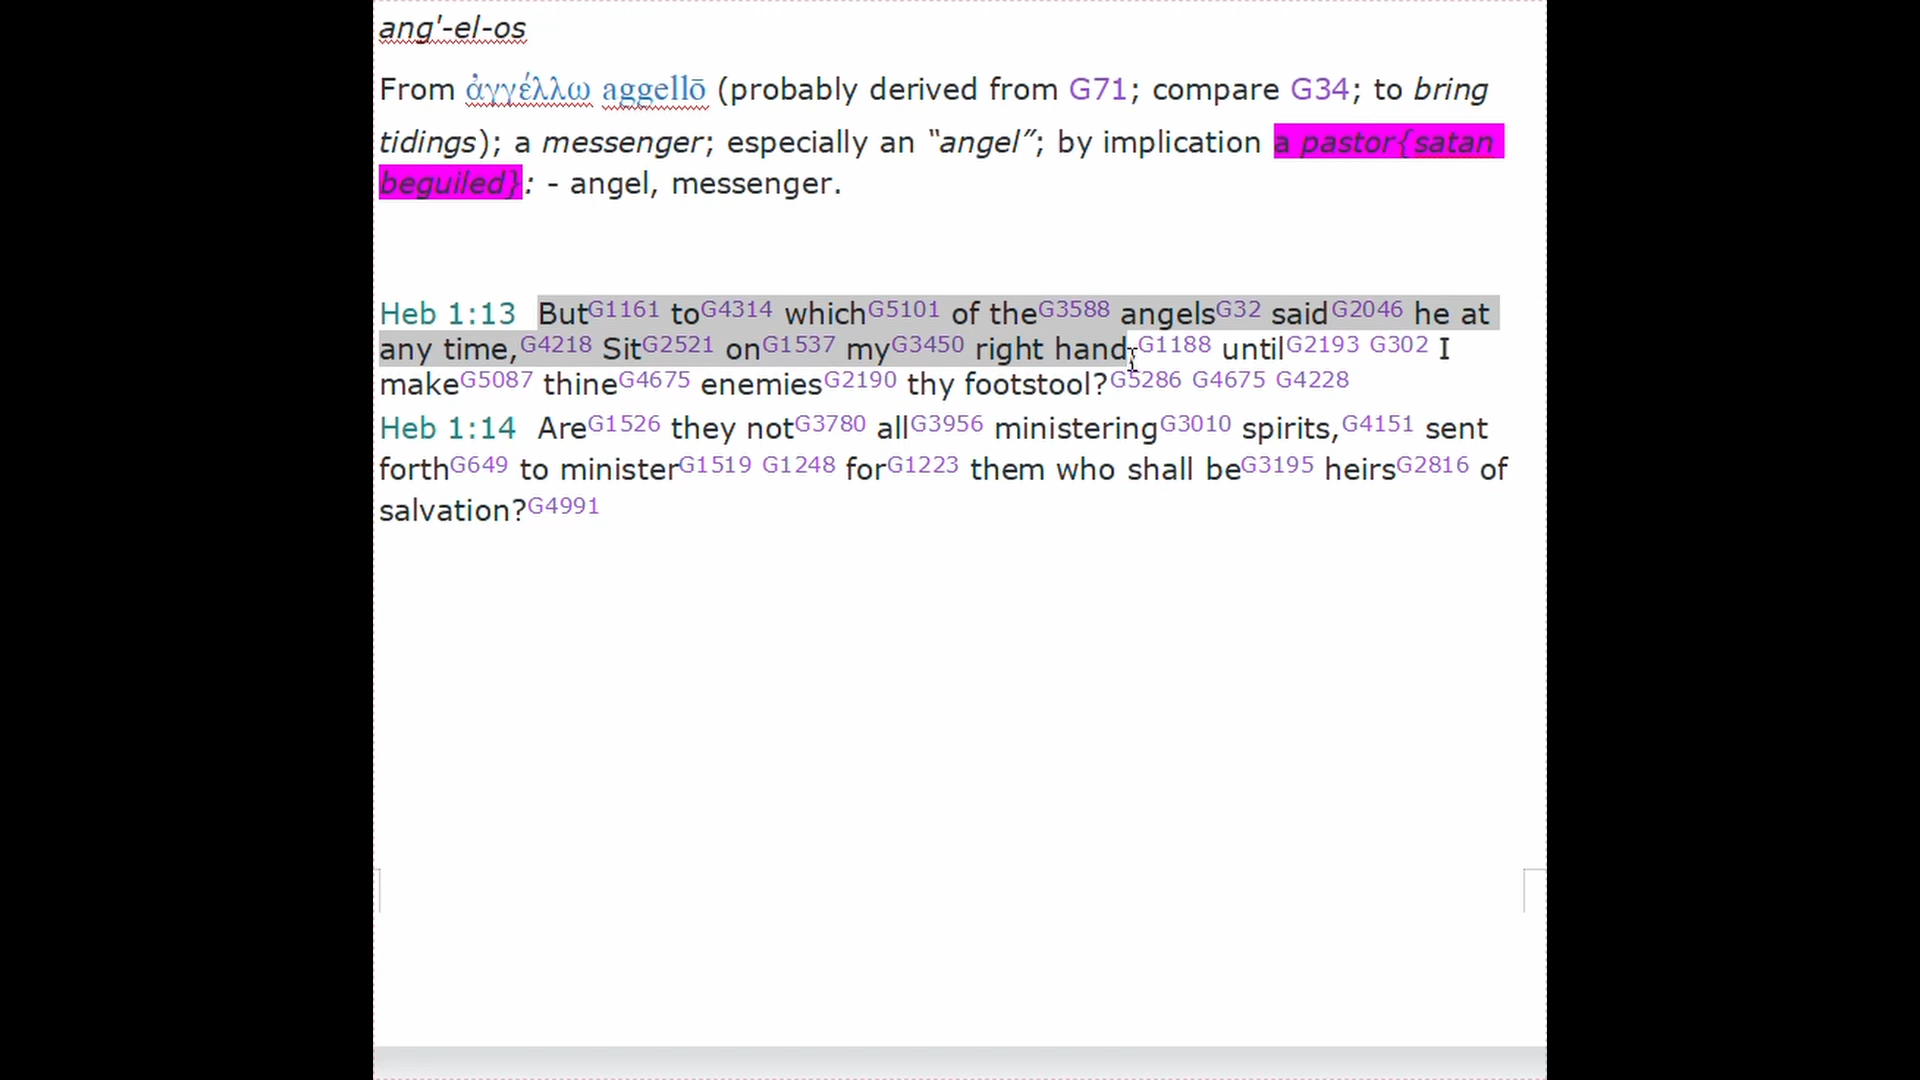 ang'-el-os
From ἀγγέλλω aggellō (probably derived from G71; compare G34; to bring
tidings); a messenger; especially an “angel”; by implication a pastor{satan
beguiled}: - angel, messenger.
Heb 1:13 ButG1161 toG4314 whichG5101 of theG3588 angelsG32 saidG2046 he at
any time,G4218 SitG2521 onG1537 myG3450 right hand,G1188 untilG2193 G302 I
makeG5087 thineG4675 enemiesG2190 thy footstool?G5286 G4675 G4228
Heb 1:14 AreG1526 they notG3780 allG3956 ministeringG3010 spirits,G4151 sent
forthG649 to ministerG1519 G1248 forG1223 them who shall beG3195 heirsG2816 of
salvation?G4991